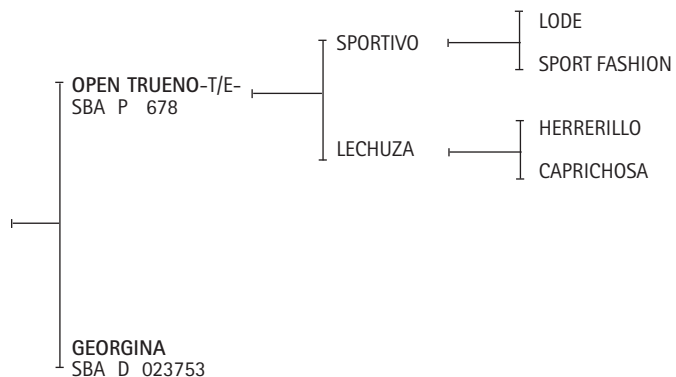 LODE
SPORTIVO
SPORT FASHION
OPEN TRUENO-T/E-
SBA P 678
HERRERILLO
LECHUZA
CAPRICHOSA
GEORGINA
SBA D 023753